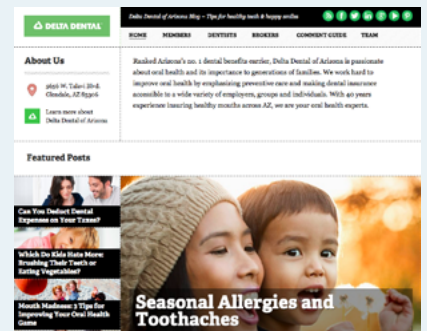 DELTA DENTAL
Delta Dental of Arizona Blog – Tips for healthy teeth & happy smiles
HOME MEMBERS DENTISTS BROKERS COMMENT GUIDE TEAM
About Us
5656 W. Talavi Blvd.
Glendale, AZ 85306
Learn more about
Delta Dental of Arizona
Ranked Arizona's no. 1 dental benefits carrier, Delta Dental of Arizona is passionate
about oral health and its importance to generations of families. We work hard to
improve oral health by emphasizing preventive care and making dental insurance
accessible to a wide variety of employers, groups and individuals. With 40 years
experience insuring healthy mouths across AZ, we are your oral health experts.
Featured Posts
Can You Deduct Dental
Expenses on Your Taxes?
Which Do Kids Hate More:
Brushing Their Teeth or
Eating Vegetables?
Mouth Madness: 3 Tips for
Improving Your Oral Health
Game
Seasonal Allergies and
Toothaches